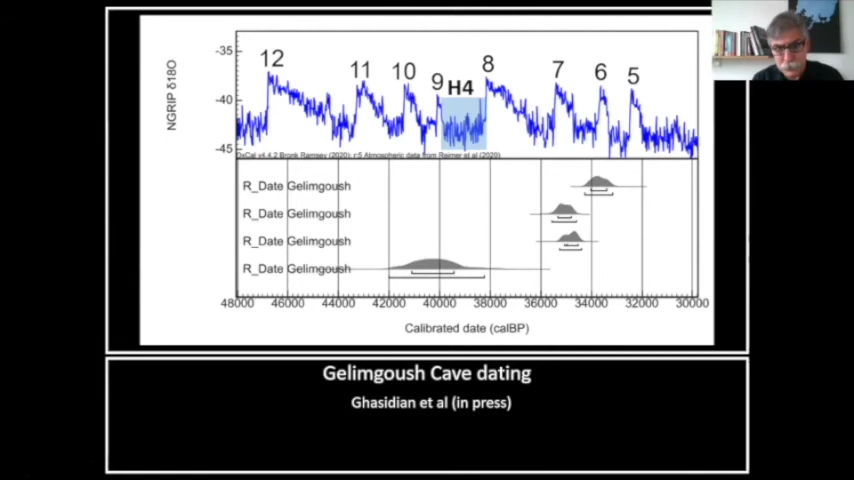 12
11
10
9
H4
8
7
6
5
NGRIP δ18O
-35
-40
-45
OxCal v4.4.2 Bronk Ramsey (2020); r:5 Atmospheric data from Reimer et al (2020)
R_Date Gelimgoush
R_Date Gelimgoush
R_Date Gelimgoush
R_Date Gelimgoush
48000 46000 44000 42000 40000 38000 36000 34000 32000 30000
Calibrated date (calBP)
Gelimgoush Cave dating
Ghasidian et al (in press)